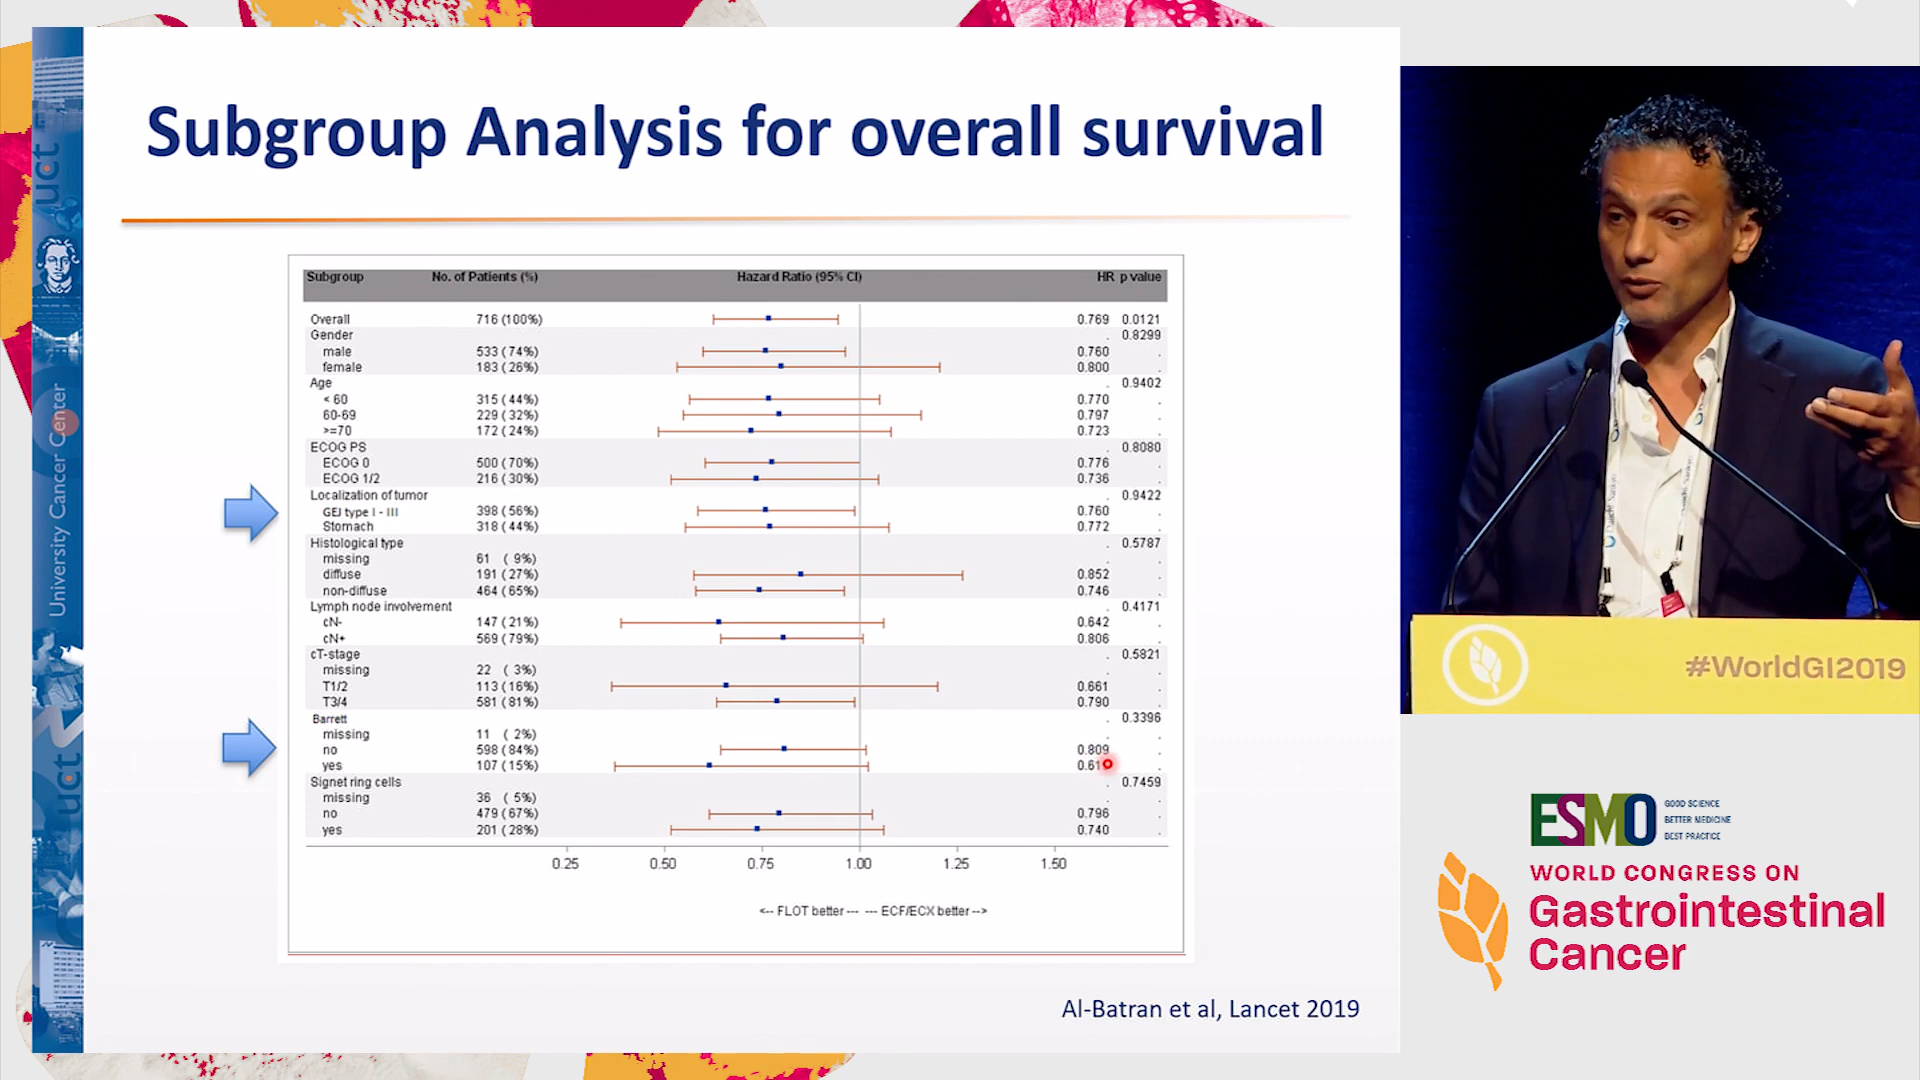 Subgroup Analysis for overall survival
Subgroup No. of Patients (%) Hazard Ratio (95% CI) HR p value
Overall 716 (100%) 0.769 0.0121
Gender . 0.8299
male 533 (74%) 0.760 .
female 183 (26%) 0.800 .
Age . 0.9402
< 60 315 (44%) 0.770 .
60-69 229 (32%) 0.797 .
>=70 172 (24%) 0.723 .
ECOG PS . 0.8080
ECOG 0 500 (70%) 0.776 .
ECOG 1/2 216 (30%) 0.736 .
Localization of tumor . 0.9422
GEJ type I - III 398 (56%) 0.760 .
Stomach 318 (44%) 0.772 .
Histological type . 0.5787
missing 61 ( 9%) . .
diffuse 191 (27%) 0.852 .
non-diffuse 464 (65%) 0.746 .
Lymph node involvement . 0.4171
cN- 147 (21%) 0.642 .
cN+ 569 (79%) 0.806 .
cT-stage . 0.5821
missing 22 ( 3%) . .
T1/2 113 (16%) 0.661 .
T3/4 581 (81%) 0.790 .
Barrett . 0.3396
missing 11 ( 2%) . .
no 598 (84%) 0.809 .
yes 107 (15%) .
Signet ring cells . 0.7459
missing 36 ( 5%) . .
no 479 (67%) 0.796 .
yes 201 (28%) 0.740 .
0.25 0.50 0.75 1.00 1.25 1.50
<-- FLOT better --- --- ECF/ECX better -->
Al-Batran et al, Lancet 2019
uct
University Cancer Center
uct
#WorldGI2019
ESMO
GOOD SCIENCE
BETTER MEDICINE
BEST PRACTICE
WORLD CONGRESS ON
Gastrointestinal
Cancer